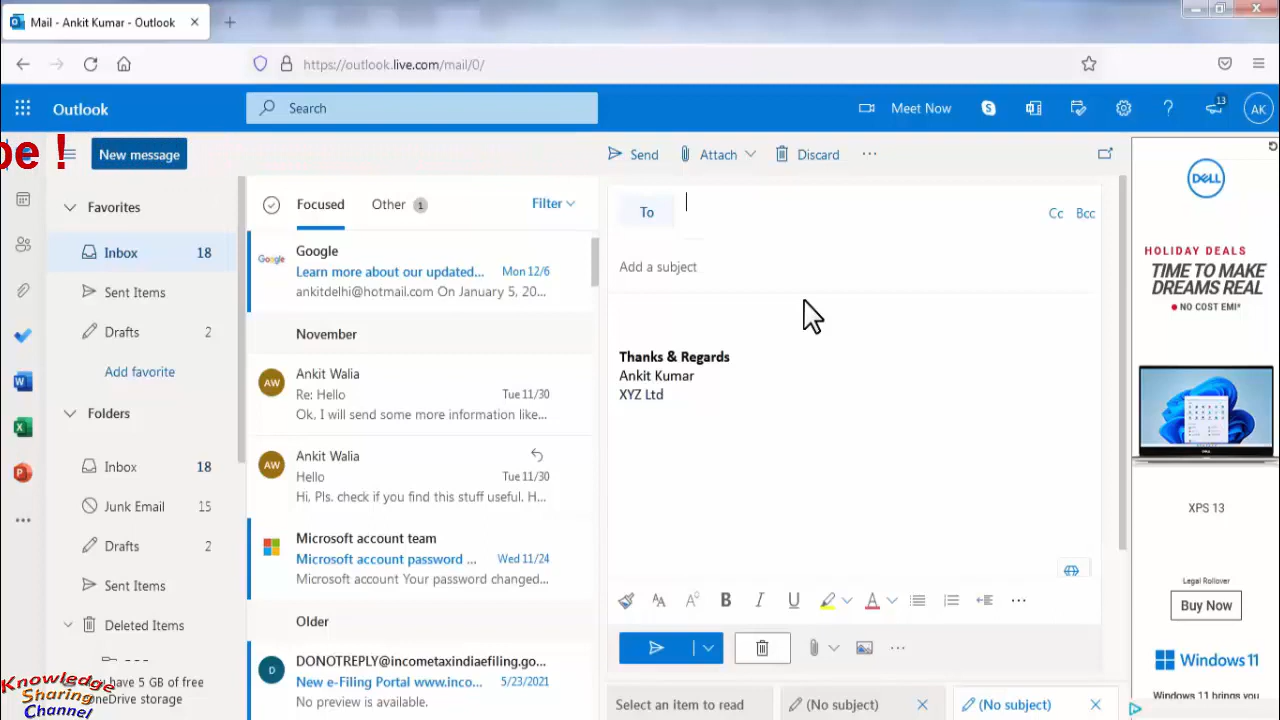 Mail - Ankit Kumar - Outlook
https://outlook.live.com/mail/0/
Outlook
Search
Meet Now
13
AK
be !
New message
Send
Attach
Discard
Favorites
Inbox 18
Sent Items
Drafts 2
Add favorite
Folders
Inbox 18
Junk Email 15
Drafts 2
Sent Items
Deleted Items
have 5 GB of free
OneDrive storage
Knowledge
Sharing
Channel
Focused
Other 1
Filter
Google
Google
Learn more about our updated... Mon 12/6
ankitdelhi@hotmail.com On January 5, 20...
November
AW
Ankit Walia
Re: Hello Tue 11/30
Ok. I will send some more information like...
AW
Ankit Walia
Hello Tue 11/30
Hi, Pls. check if you find this stuff useful. H...
Microsoft account team
Microsoft account password ... Wed 11/24
Microsoft account Your password changed...
Older
D
DONOTREPLY@incometaxindiaefiling.go...
New e-Filing Portal www.inco... 5/23/2021
No preview is available.
To
Cc Bcc
Add a subject
Thanks & Regards
Ankit Kumar
XYZ Ltd
B I U
Select an item to read
(No subject)
(No subject)
DELL
HOLIDAY DEALS
TIME TO MAKE
DREAMS REAL
NO COST EMI*
XPS 13
Legal Rollover
Buy Now
Windows 11
Windows 11 brings you